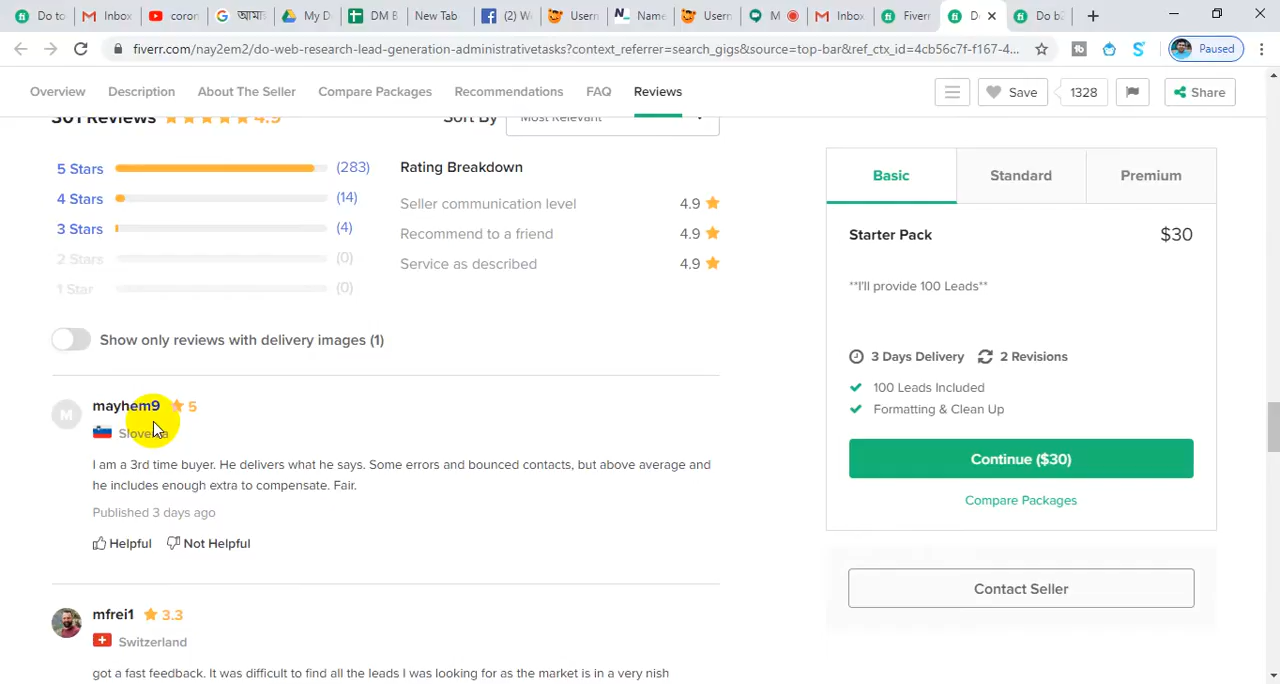 Do to
Inbox
coron
আমা
My D
DM B
New Tab
(2) W
Usern
Name
Usern
M
Inbox
Fiverr
D
Do b
Paused
fiverr.com/nay2em2/do-web-research-lead-generation-administrativetasks?context_referrer=search_gigs&source=top-bar&ref_ctx_id=4cb56c7f-f167-4...
Overview
Description
About The Seller
Compare Packages
Recommendations
FAQ
Reviews
Save
1328
Share
301 Reviews 4.9
Sort By
Most Relevant
5 Stars (283)
4 Stars (14)
3 Stars (4)
2 Stars (0)
1 Star (0)
Rating Breakdown
Seller communication level 4.9
Recommend to a friend 4.9
Service as described 4.9
Show only reviews with delivery images (1)
M
mayhem9 5
Slovenia
I am a 3rd time buyer. He delivers what he says. Some errors and bounced contacts, but above average and
he includes enough extra to compensate. Fair.
Published 3 days ago
Helpful Not Helpful
mfrei1 3.3
Switzerland
got a fast feedback. It was difficult to find all the leads I was looking for as the market is in a very nish
Basic
Standard
Premium
Starter Pack $30
**I'll provide 100 Leads**
3 Days Delivery 2 Revisions
100 Leads Included
Formatting & Clean Up
Continue ($30)
Compare Packages
Contact Seller